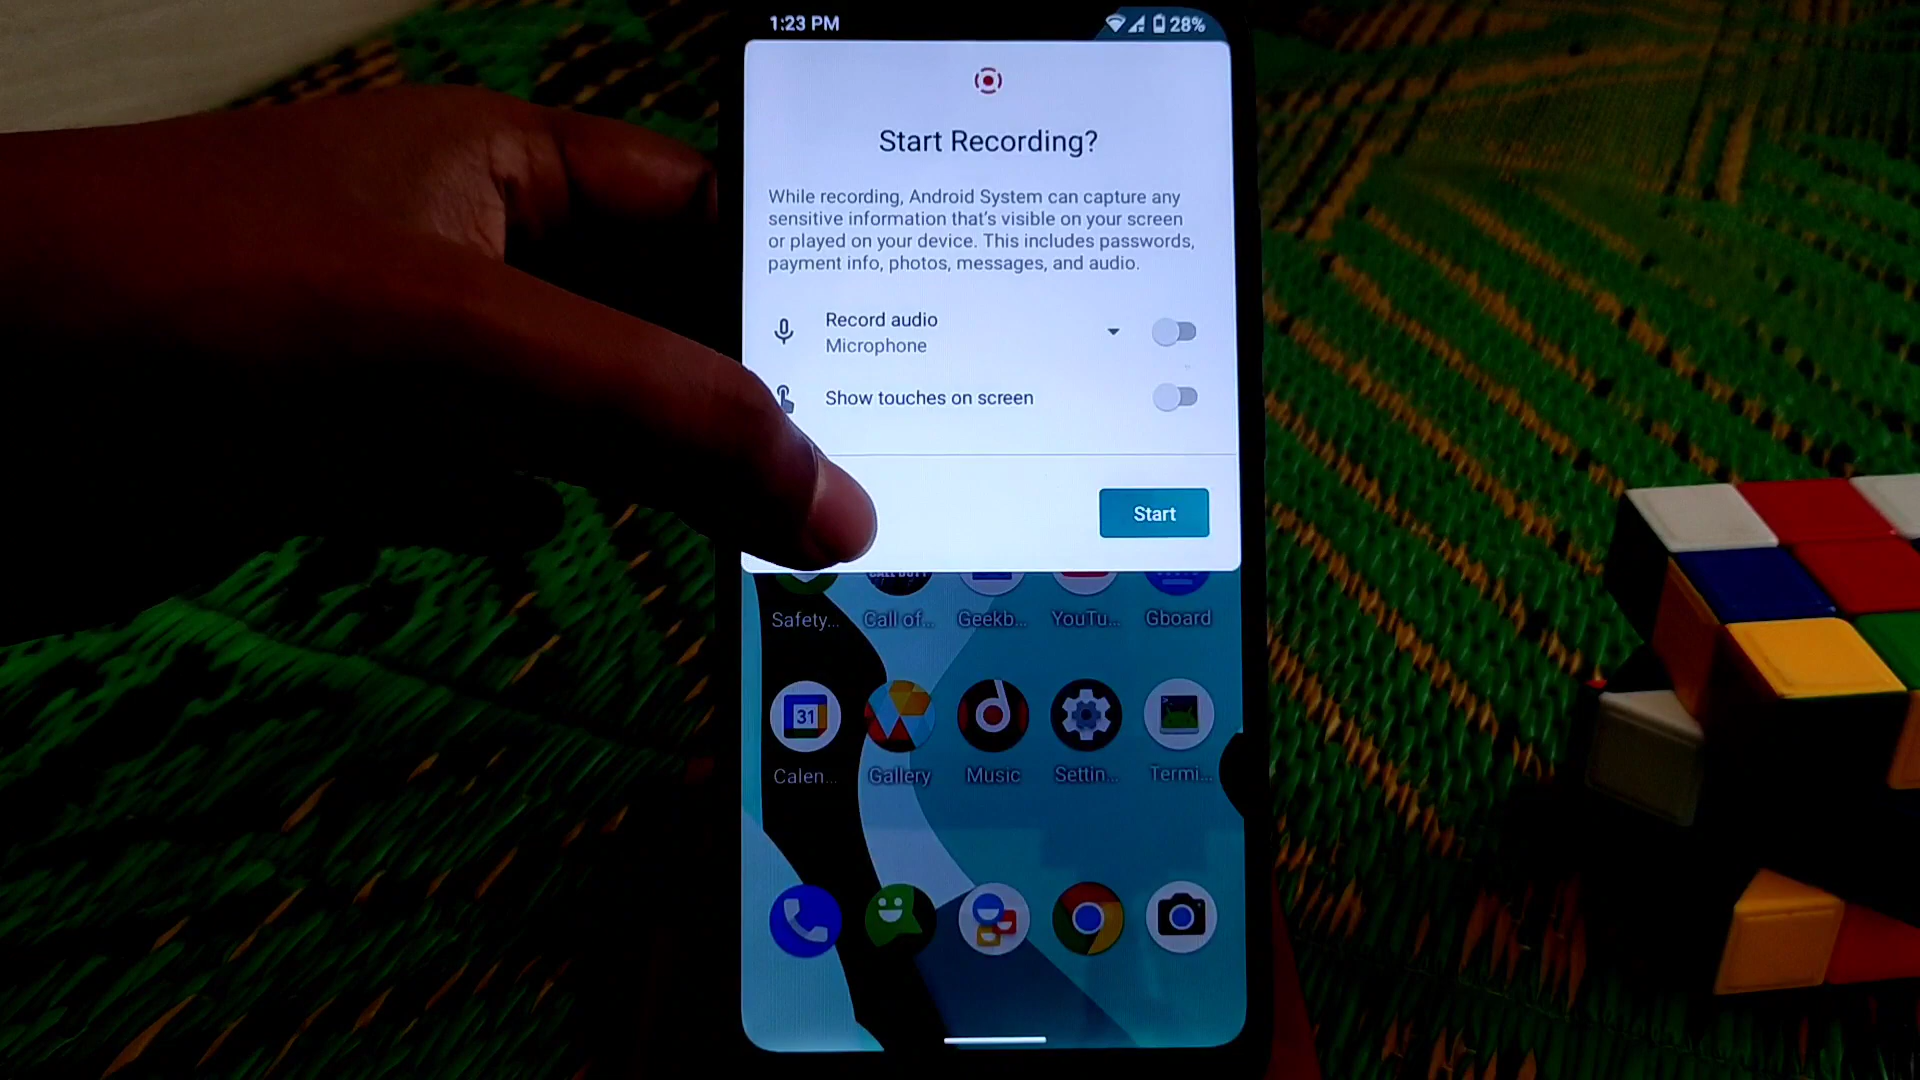 1:23 PM
28%
Start Recording?
While recording, Android System can capture any
sensitive information that's visible on your screen
or played on your device. This includes passwords,
payment info, photos, messages, and audio.
Record audio
Microphone
Show touches on screen
Start
Safety...
Call of...
Geekb...
YouTu...
Gboard
31
Calen...
Gallery
Music
Settin...
Termi...